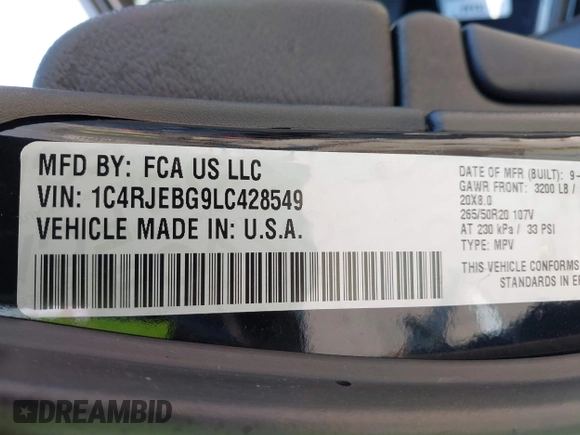 MFD BY: FCA US LLC
VIN: 1C4RJEBG9LC428549
VEHICLE MADE IN: U.S.A.
DATE OF MFR (BUILT): 9-
GAWR FRONT: 3200 LB /
20X8.0
265/50R20 107V
AT 230 kPa / 33 PSI
TYPE: MPV
THIS VEHICLE CONFORMS
STANDARDS IN
DREAMBID